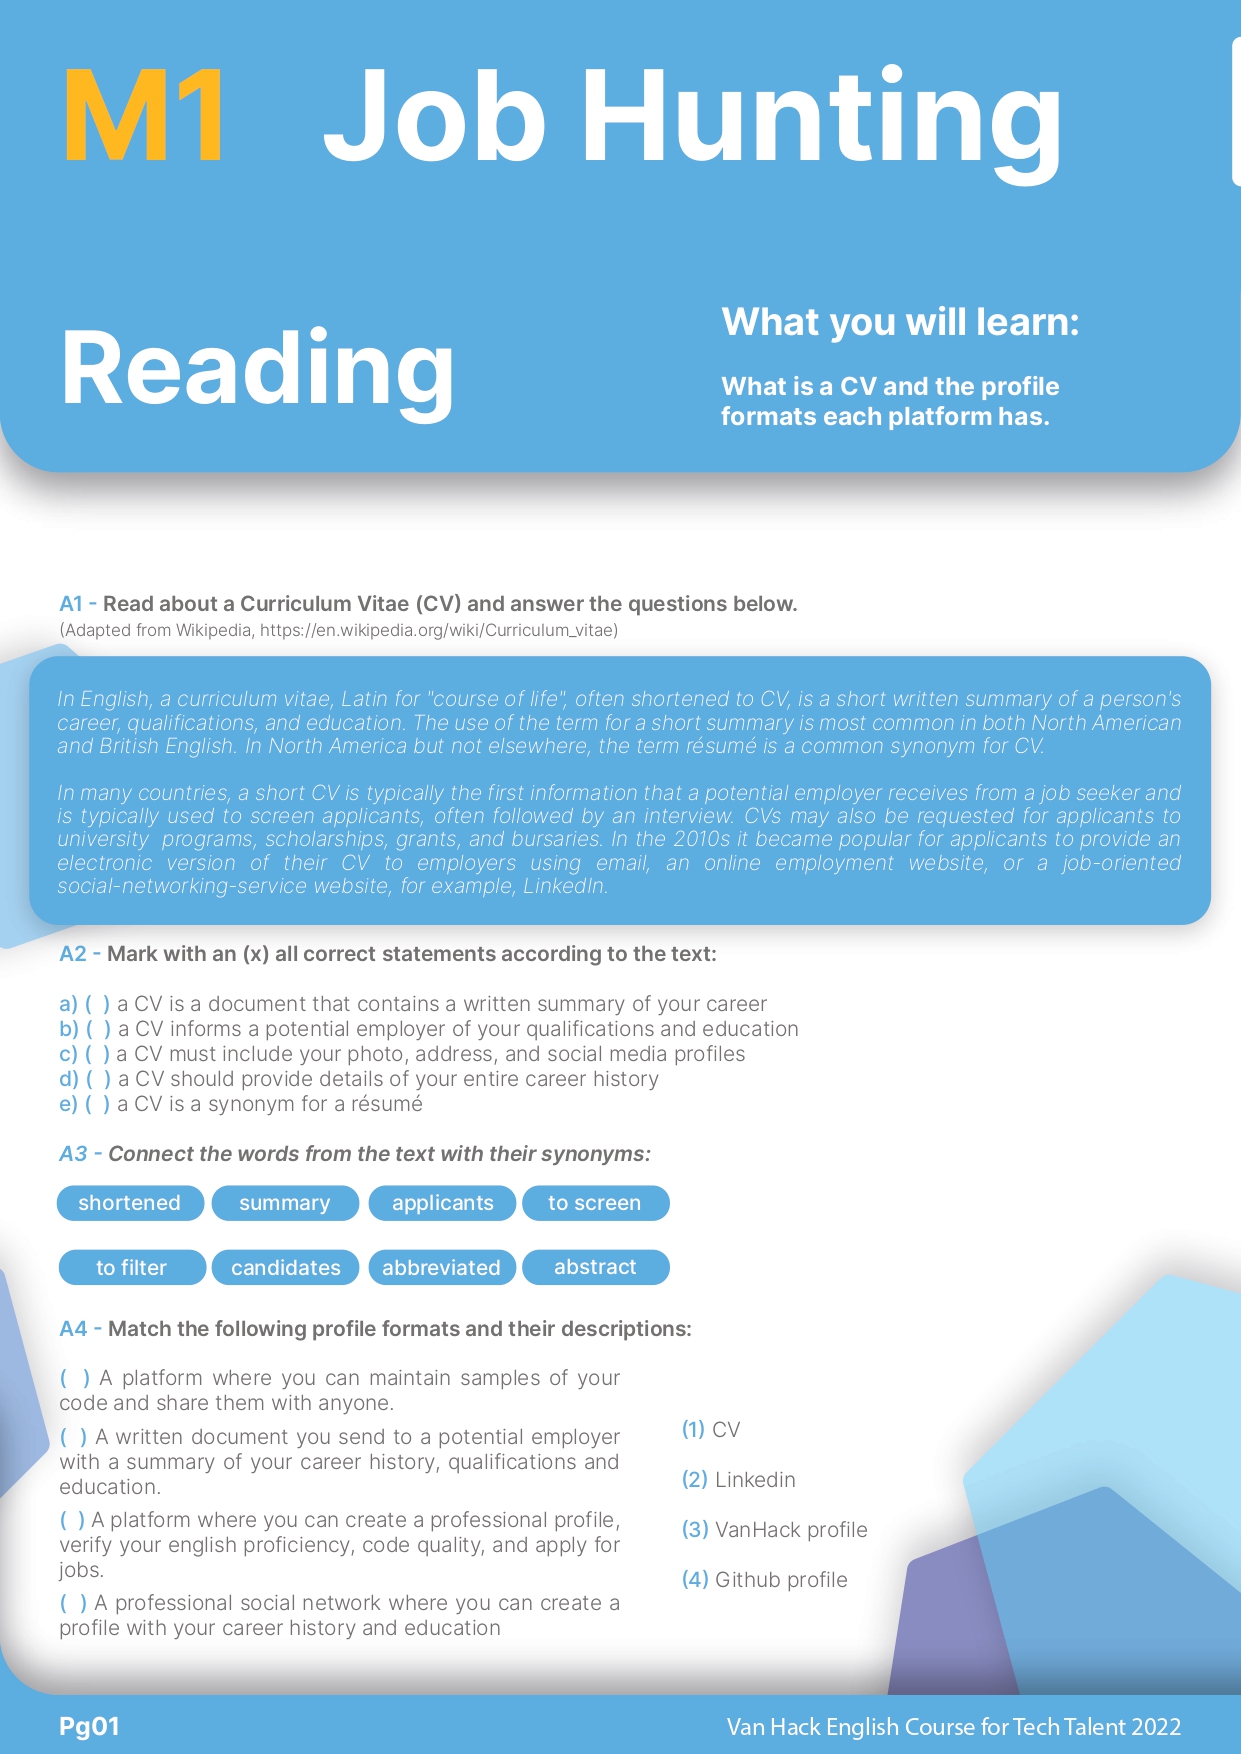 M1 Job Hunting
Reading
What you will learn:
What is a CV and the profile
formats each platform has.
A1 - Read about a Curriculum Vitae (CV) and answer the questions below.
(Adapted from Wikipedia, https://en.wikipedia.org/wiki/Curriculum_vitae)
In English, a curriculum vitae, Latin for "course of life", often shortened to CV, is a short written summary of a person's
career, qualifications, and education. The use of the term for a short summary is most common in both North American
and British English. In North America but not elsewhere, the term résumé is a common synonym for CV.
In many countries, a short CV is typically the first information that a potential employer receives from a job seeker and
is typically used to screen applicants, often followed by an interview. CVs may also be requested for applicants to
university programs, scholarships, grants, and bursaries. In the 2010s it became popular for applicants to provide an
electronic version of their CV to employers using email, an online employment website, or a job-oriented
social-networking-service website, for example, LinkedIn.
A2 - Mark with an (x) all correct statements according to the text:
a) ( ) a CV is a document that contains a written summary of your career
b) ( ) a CV informs a potential employer of your qualifications and education
c) ( ) a CV must include your photo, address, and social media profiles
d) ( ) a CV should provide details of your entire career history
e) ( ) a CV is a synonym for a résumé
A3 - Connect the words from the text with their synonyms:
shortened summary applicants to screen
to filter candidates abbreviated abstract
A4 - Match the following profile formats and their descriptions:
( ) A platform where you can maintain samples of your
code and share them with anyone.
( ) A written document you send to a potential employer
with a summary of your career history, qualifications and
education.
( ) A platform where you can create a professional profile,
verify your english proficiency, code quality, and apply for
jobs.
( ) A professional social network where you can create a
profile with your career history and education
(1) CV
(2) Linkedin
(3) VanHack profile
(4) Github profile
Pg01
Van Hack English Course for Tech Talent 2022